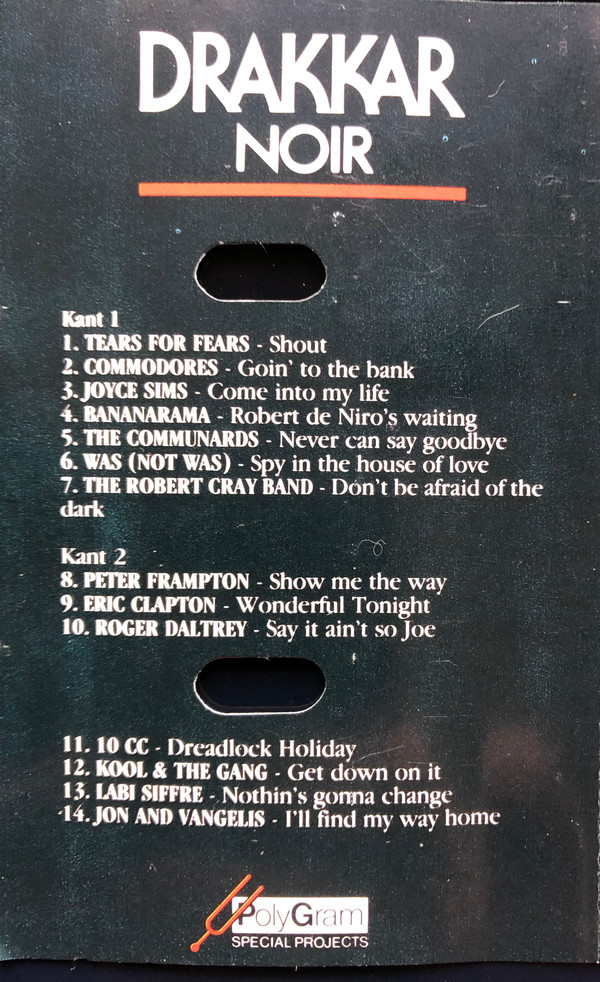 DRAKKAR
NOIR
Kant 1
1. TEARS FOR FEARS - Shout
2. COMMODORES - Goin' to the bank
3. JOYCE SIMS - Come into my life
4. BANANARAMA - Robert de Niro's waiting
5. THE COMMUNARDS - Never can say goodbye
6. WAS (NOT WAS) - Spy in the house of love
7. THE ROBERT CRAY BAND - Don't be afraid of the
dark
Kant 2
8. PETER FRAMPTON - Show me the way
9. ERIC CLAPTON - Wonderful Tonight
10. ROGER DALTREY - Say it ain't so Joe
11. 10 CC - Dreadlock Holiday
12. KOOL & THE GANG - Get down on it
13. LABI SIFFRE - Nothin's gonna change
14. JON AND VANGELIS - I'll find my way home
PolyGram
SPECIAL PROJECTS